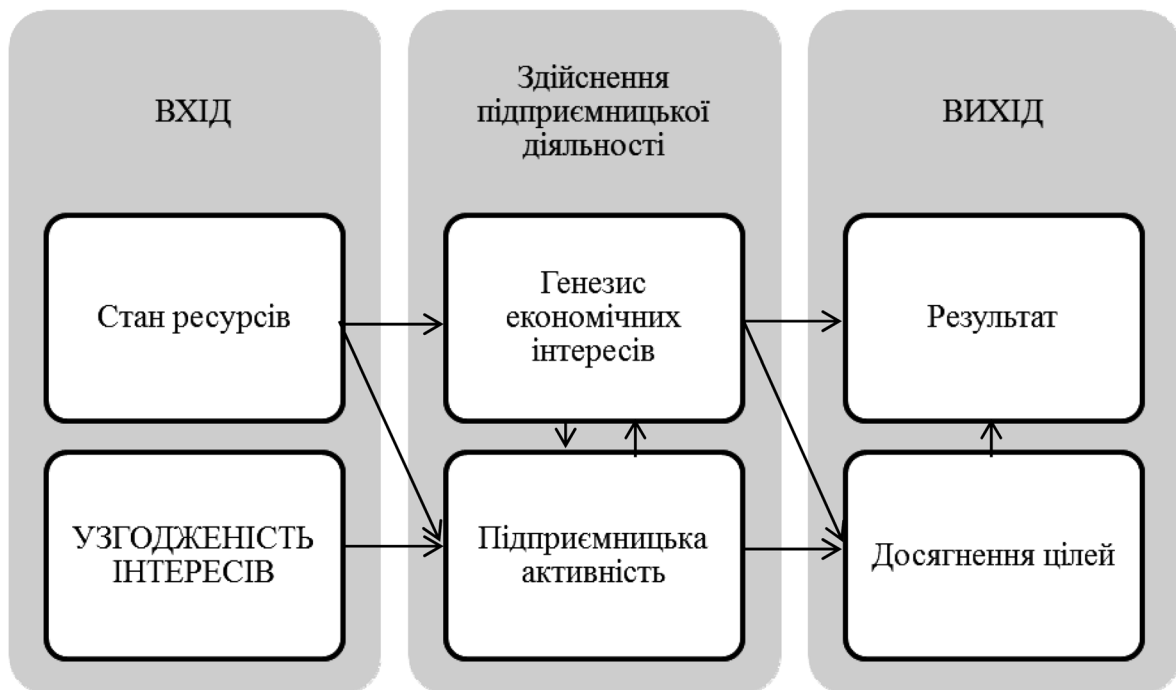 ВХІД
Стан ресурсів
УЗГОДЖЕНІСТЬ
ІНТЕРЕСІВ
Здійснення
підприємницької
діяльності
Генезис
економічних
інтересів
Підприємницька
активність
ВИХІД
Результат
Досягнення цілей